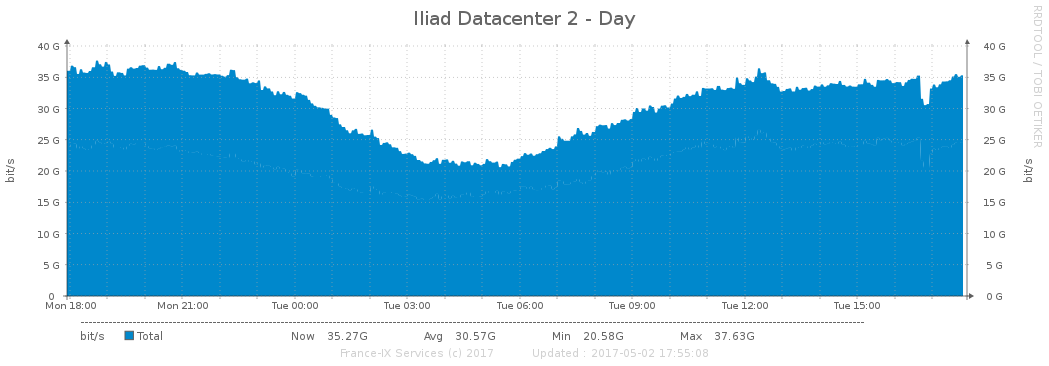 Iliad Datacenter 2 - Day
RRDTOOL / TOBI OETIKER
bit/s
40 G
35 G
30 G
25 G
20 G
15 G
10 G
5 G
0
40 G
35 G
30 G
25 G
20 G
15 G
10 G
5 G
0 G
bit/s
Mon 18:00 Mon 21:00 Tue 00:00 Tue 03:00 Tue 06:00 Tue 09:00 Tue 12:00 Tue 15:00
bit/s Total Now 35.27G Avg 30.57G Min 20.58G Max 37.63G
France-IX Services (c) 2017 Updated : 2017-05-02 17:55:08